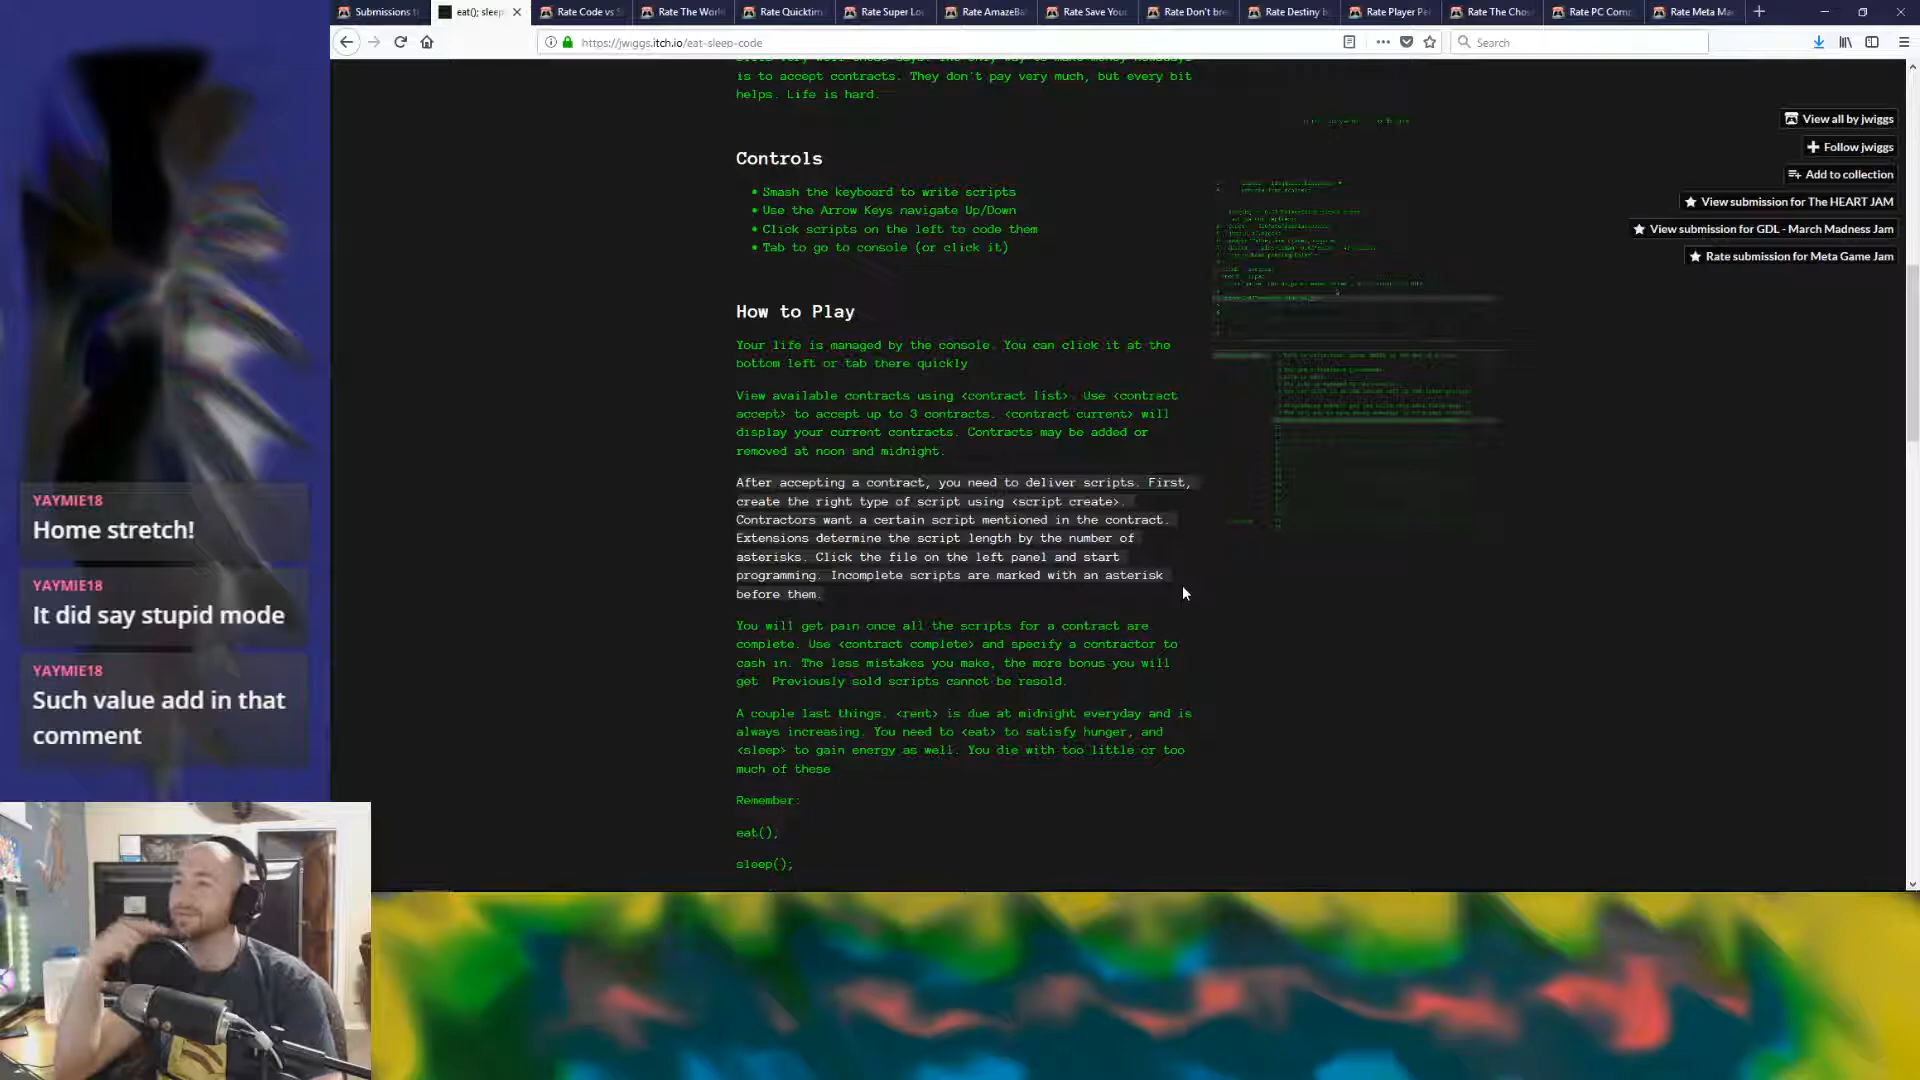 Submissions t
eat(); sleep
Rate Code vs S
Rate The World
Rate Quicktim
Rate Super Lo
Rate AmazeBa
Rate Save Your
Rate Don't bre
Rate Destiny b
Rate Player Pe
Rate The Chos
Rate PC Comp
Rate Meta Ma
https://jwiggs.itch.io/eat-sleep-code
Search
is to accept contracts. They don't pay very much, but every bit
helps. Life is hard.
View all by jwiggs
Follow jwiggs
Add to collection
View submission for The HEART JAM
View submission for GDL - March Madness Jam
Rate submission for Meta Game Jam
Controls
Smash the keyboard to write scripts
Use the Arrow Keys navigate Up/Down
Click scripts on the left to code them
Tab to go to console (or click it)
How to Play
Your life is managed by the console. You can click it at the
bottom left or tab there quickly
View available contracts using <contract list>. Use <contract
accept> to accept up to 3 contracts. <contract current> will
display your current contracts. Contracts may be added or
removed at noon and midnight.
After accepting a contract, you need to deliver scripts. First,
create the right type of script using <script create>.
Contractors want a certain script mentioned in the contract.
Extensions determine the script length by the number of
asterisks. Click the file on the left panel and start
programming. Incomplete scripts are marked with an asterisk
before them.
You will get pain once all the scripts for a contract are
complete. Use <contract complete> and specify a contractor to
cash in. The less mistakes you make, the more bonus you will
get  Previously sold scripts cannot be resold.
A couple last things. <rent> is due at midnight everyday and is
always increasing. You need to <eat> to satisfy hunger, and
<sleep> to gain energy as well. You die with too little or too
much of these
Remember:
eat();
sleep();
YAYMIE18
Home stretch!
YAYMIE18
It did say stupid mode
YAYMIE18
Such value add in that
comment